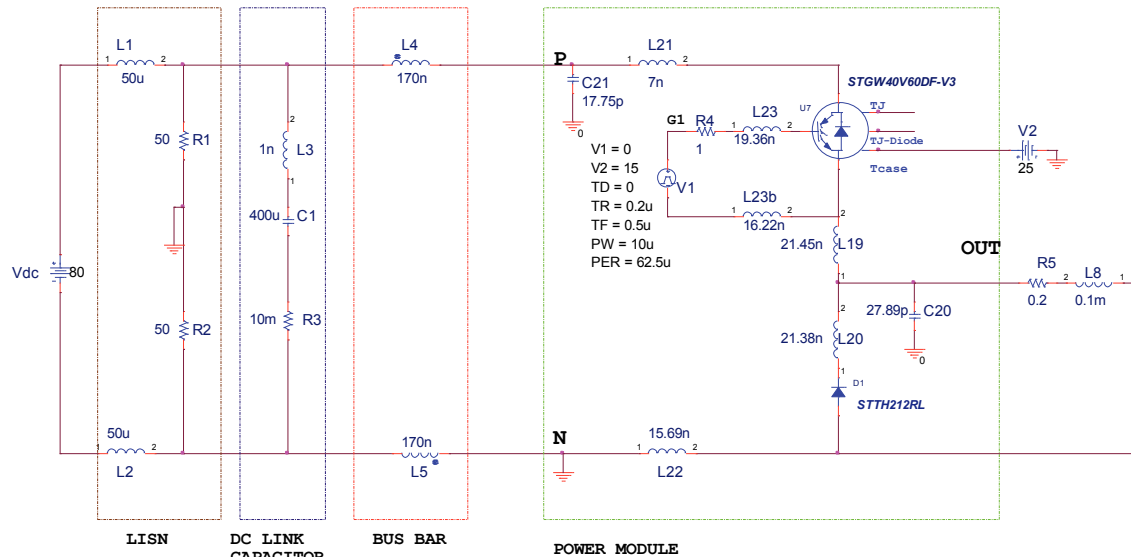 L1
1 2
50u
L4
170n
P
L21
1 2
7n
C21
17.75p
0
STGW40V60DF-V3
U7
TJ
TJ-Diode
Tcase
V2
25
G1
R4
1
L23
1 2
19.36n
V1 = 0
V2 = 15
TD = 0
TR = 0.2u
TF = 0.5u
PW = 10u
PER = 62.5u
V1
L23b
1 2
16.22n
50
R1
2
1n
L3
1
400u
C1
10m
R3
50
R2
Vdc
80
2
21.45n
L19
1
OUT
R5
0.2
L8
2 1
0.1m
27.89p
C20
0
2
21.38n
L20
1
D1
STTH212RL
50u
1 2
L2
170n
L5
N
15.69n
1 2
L22
LISN
DC LINK
CAPACITOR
BUS BAR
POWER MODULE